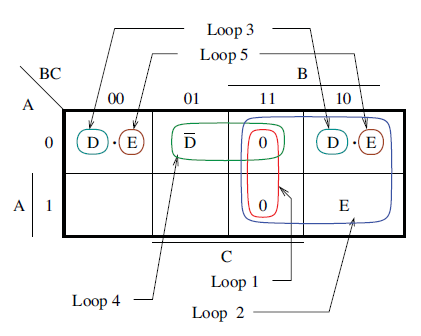 Loop 3
Loop 5
BC
B
A
00 01 11 10
0 D · E D̅ 0 D · E
A 1 0 E
C
Loop 1
Loop 4
Loop 2